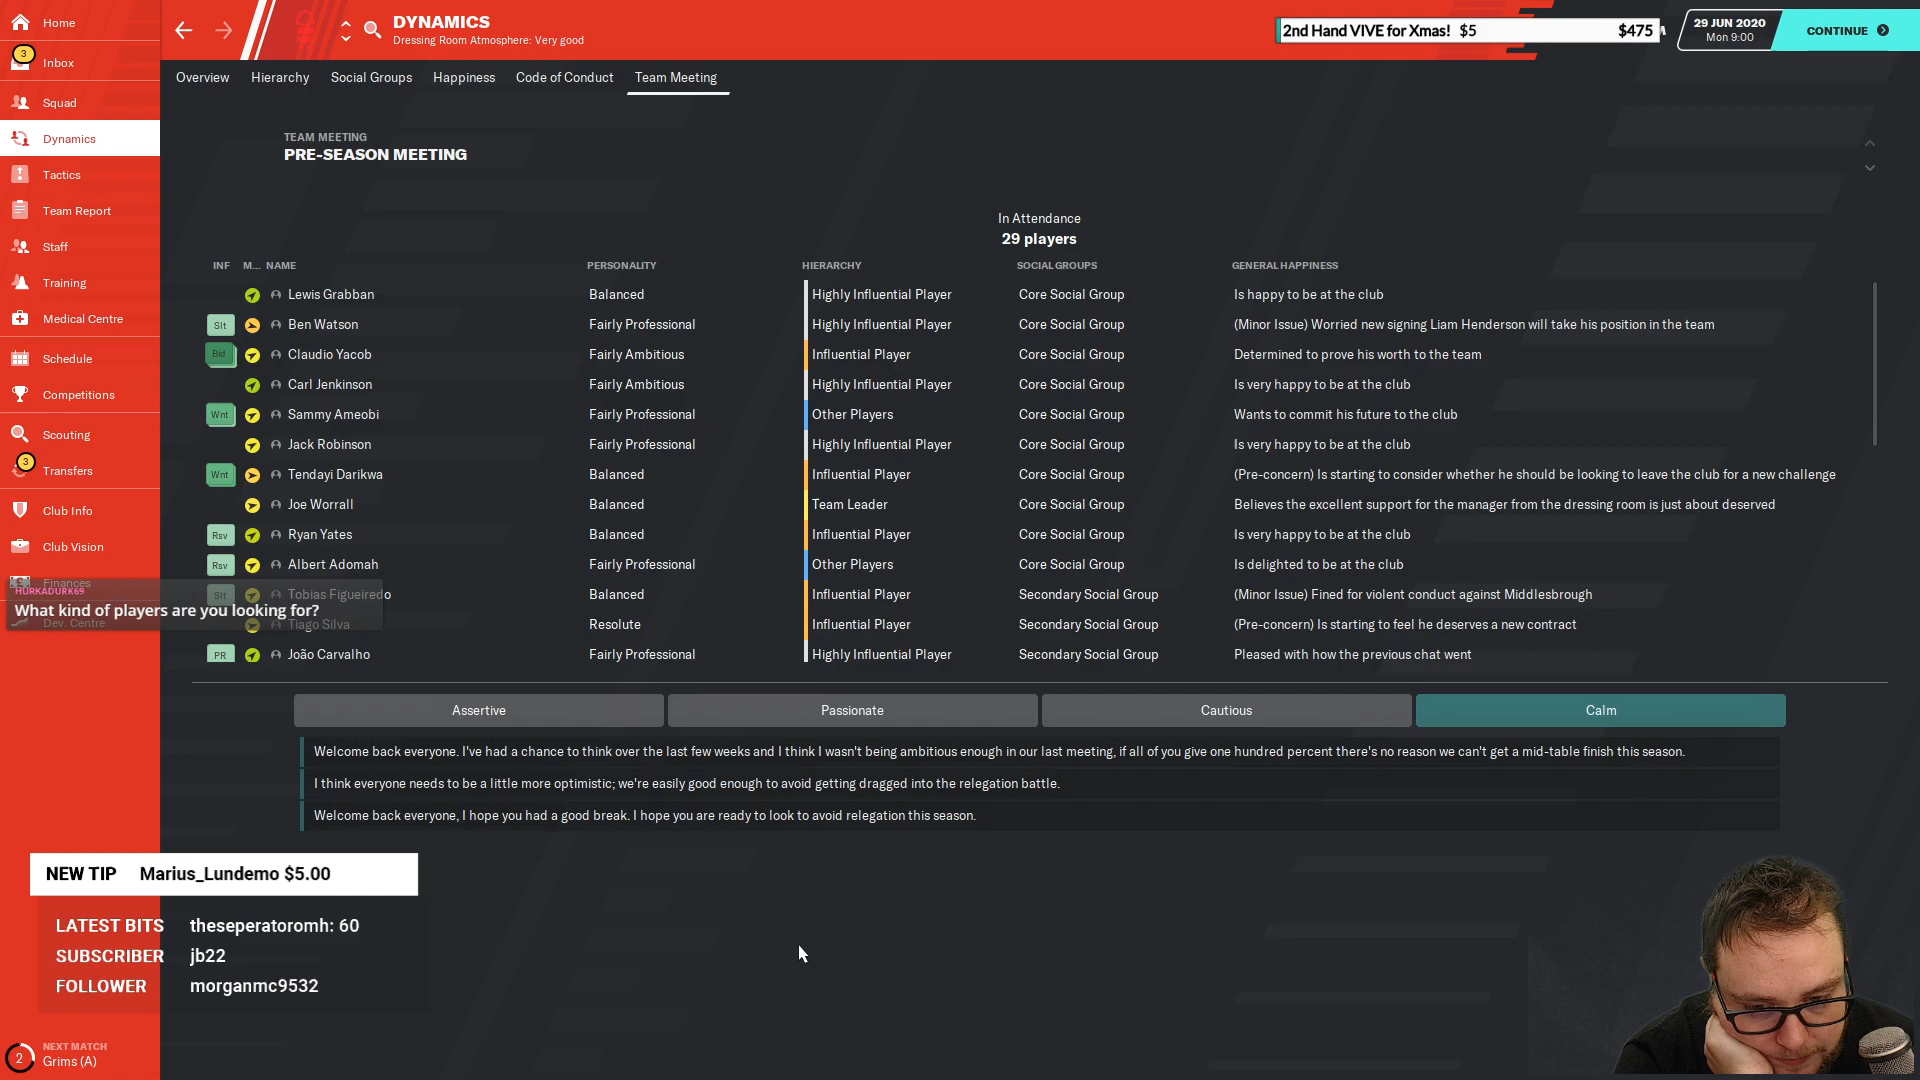 Home
3
Inbox
Squad
Dynamics
Tactics
Team Report
Staff
Training
Medical Centre
Schedule
Competitions
Scouting
3
Transfers
Club Info
Club Vision
Finances
HURKADURK69
What kind of players are you looking for?
Dev. Centre
DYNAMICS
Dressing Room Atmosphere: Very good
2nd Hand VIVE for Xmas! $5 $475
29 JUN 2020
Mon 9:00
CONTINUE
Overview Hierarchy Social Groups Happiness Code of Conduct Team Meeting
TEAM MEETING
PRE-SEASON MEETING
In Attendance
29 players
INF M... NAME PERSONALITY HIERARCHY SOCIAL GROUPS GENERAL HAPPINESS
Lewis Grabban Balanced Highly Influential Player Core Social Group Is happy to be at the club
Slt Ben Watson Fairly Professional Highly Influential Player Core Social Group (Minor Issue) Worried new signing Liam Henderson will take his position in the team
Bid Claudio Yacob Fairly Ambitious Influential Player Core Social Group Determined to prove his worth to the team
Carl Jenkinson Fairly Ambitious Highly Influential Player Core Social Group Is very happy to be at the club
Wnt Sammy Ameobi Fairly Professional Other Players Core Social Group Wants to commit his future to the club
Jack Robinson Fairly Professional Highly Influential Player Core Social Group Is very happy to be at the club
Wnt Tendayi Darikwa Balanced Influential Player Core Social Group (Pre-concern) Is starting to consider whether he should be looking to leave the club for a new challenge
Joe Worrall Balanced Team Leader Core Social Group Believes the excellent support for the manager from the dressing room is just about deserved
Rsv Ryan Yates Balanced Influential Player Core Social Group Is very happy to be at the club
Rsv Albert Adomah Fairly Professional Other Players Core Social Group Is delighted to be at the club
Slt Tobias Figueiredo Balanced Influential Player Secondary Social Group (Minor Issue) Fined for violent conduct against Middlesbrough
Tiago Silva Resolute Influential Player Secondary Social Group (Pre-concern) Is starting to feel he deserves a new contract
PR João Carvalho Fairly Professional Highly Influential Player Secondary Social Group Pleased with how the previous chat went
Assertive Passionate Cautious Calm
Welcome back everyone. I've had a chance to think over the last few weeks and I think I wasn't being ambitious enough in our last meeting, if all of you give one hundred percent there's no reason we can't get a mid-table finish this season.
I think everyone needs to be a little more optimistic; we're easily good enough to avoid getting dragged into the relegation battle.
Welcome back everyone, I hope you had a good break. I hope you are ready to look to avoid relegation this season.
NEW TIP Marius_Lundemo $5.00
LATEST BITS theseperatoromh: 60
SUBSCRIBER jb22
FOLLOWER morganmc9532
2
NEXT MATCH
Grims (A)